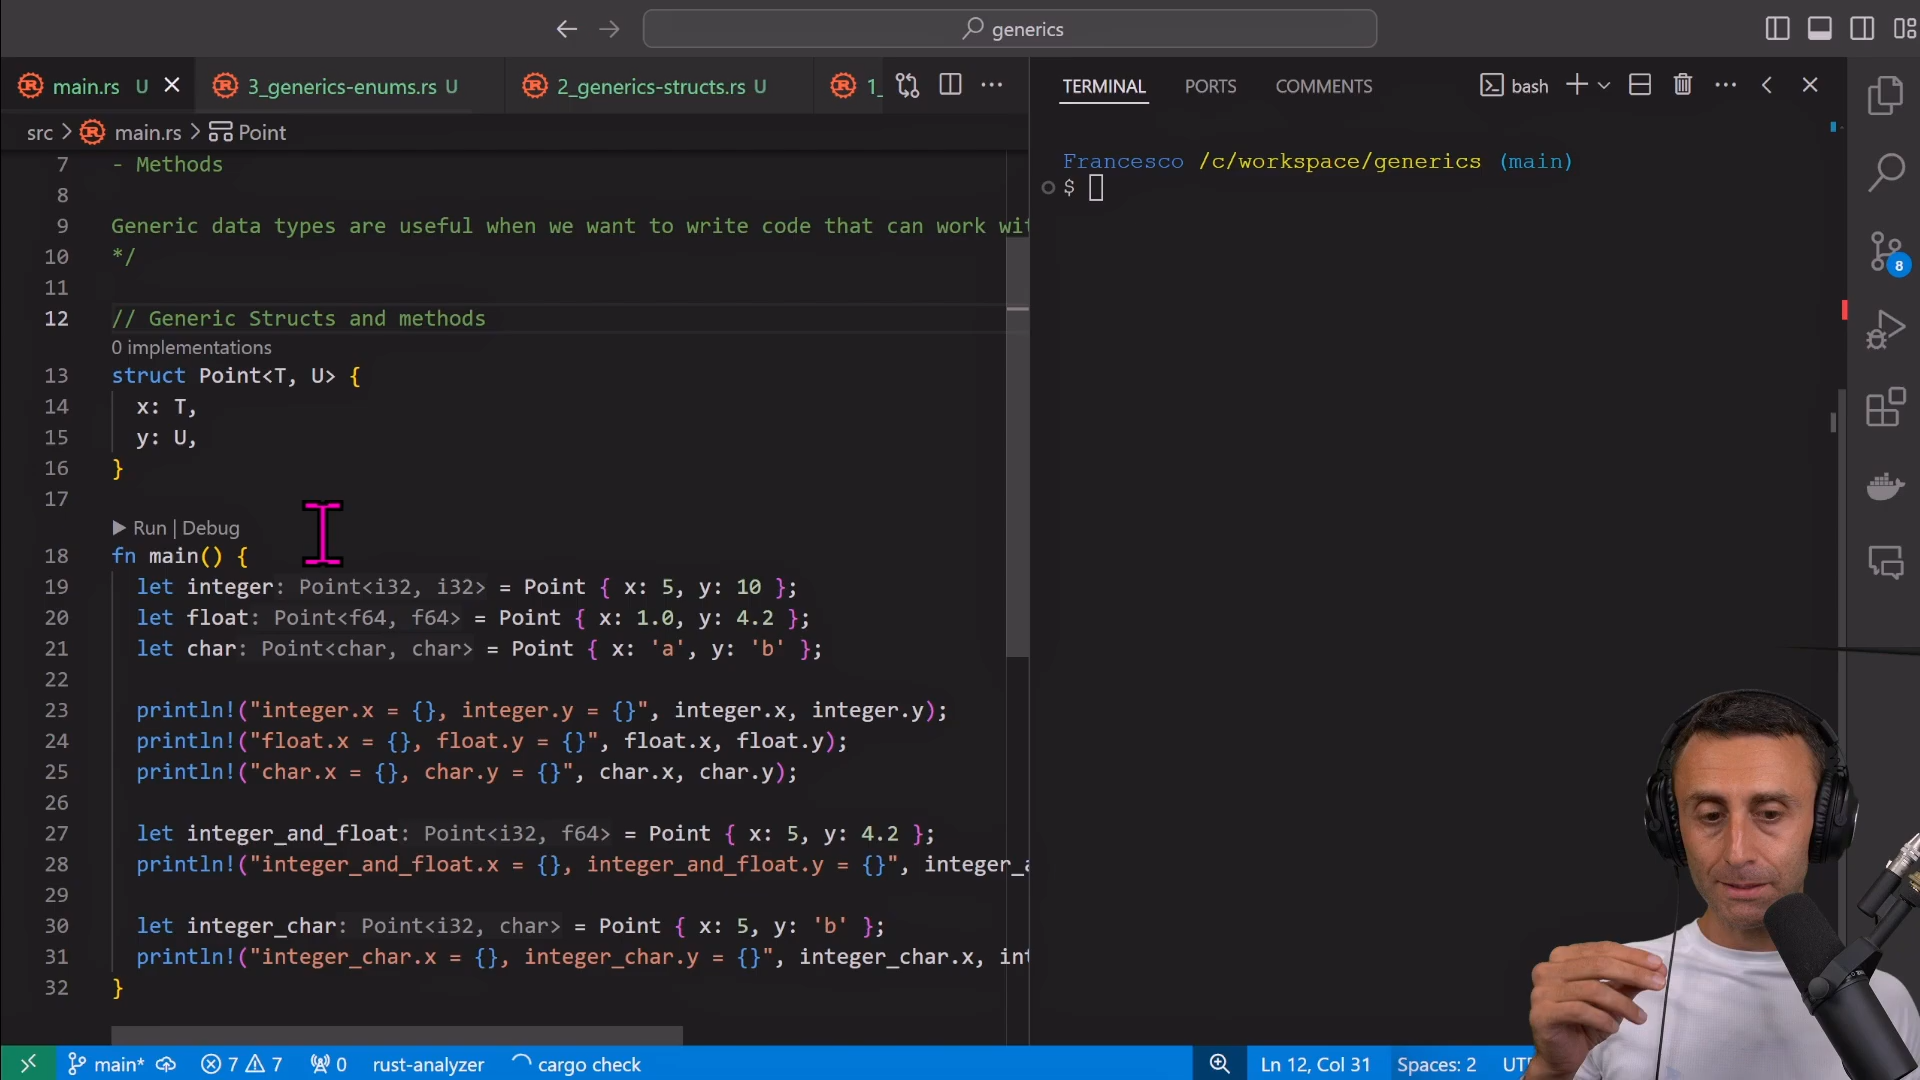 generics
main.rs U
3_generics-enums.rs U
2_generics-structs.rs U
1_
TERMINAL PORTS COMMENTS bash
src > main.rs > Point
7 - Methods
8
9 Generic data types are useful when we want to write code that can work wi
10 */
11
12 // Generic Structs and methods
0 implementations
13 struct Point<T, U> {
14 x: T,
15 y: U,
16 }
17
Run | Debug
18 fn main() {
19 let integer: Point<i32, i32> = Point { x: 5, y: 10 };
20 let float: Point<f64, f64> = Point { x: 1.0, y: 4.2 };
21 let char: Point<char, char> = Point { x: 'a', y: 'b' };
22
23 println!("integer.x = {}, integer.y = {}", integer.x, integer.y);
24 println!("float.x = {}, float.y = {}", float.x, float.y);
25 println!("char.x = {}, char.y = {}", char.x, char.y);
26
27 let integer_and_float: Point<i32, f64> = Point { x: 5, y: 4.2 };
28 println!("integer_and_float.x = {}, integer_and_float.y = {}", integer_a
29
30 let integer_char: Point<i32, char> = Point { x: 5, y: 'b' };
31 println!("integer_char.x = {}, integer_char.y = {}", integer_char.x, int
32 }
Francesco /c/workspace/generics (main)
$
8
main* 7 7 0 rust-analyzer cargo check Ln 12, Col 31 Spaces: 2 UT